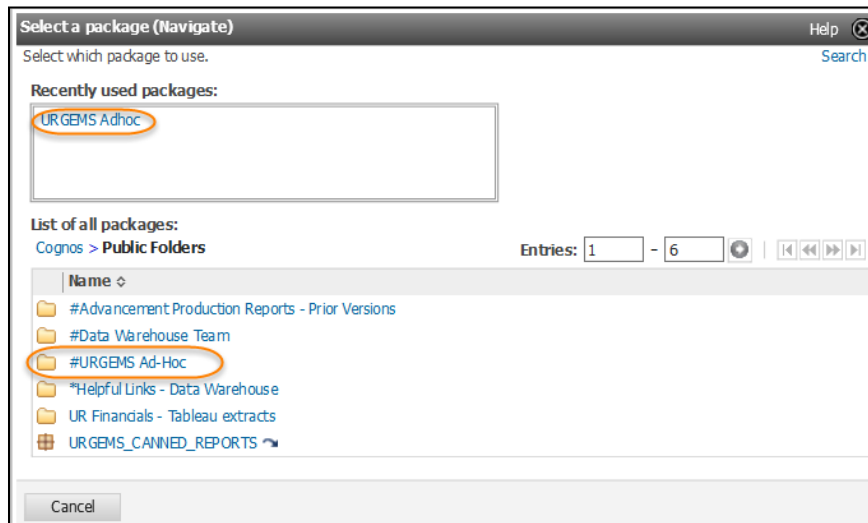 Select a package (Navigate) Help
Select which package to use. Search
Recently used packages:
URGEMS Adhoc
List of all packages:
Cognos > Public Folders Entries: 1 - 6
Name
#Advancement Production Reports - Prior Versions
#Data Warehouse Team
#URGEMS Ad-Hoc
*Helpful Links - Data Warehouse
UR Financials - Tableau extracts
URGEMS_CANNED_REPORTS
Cancel